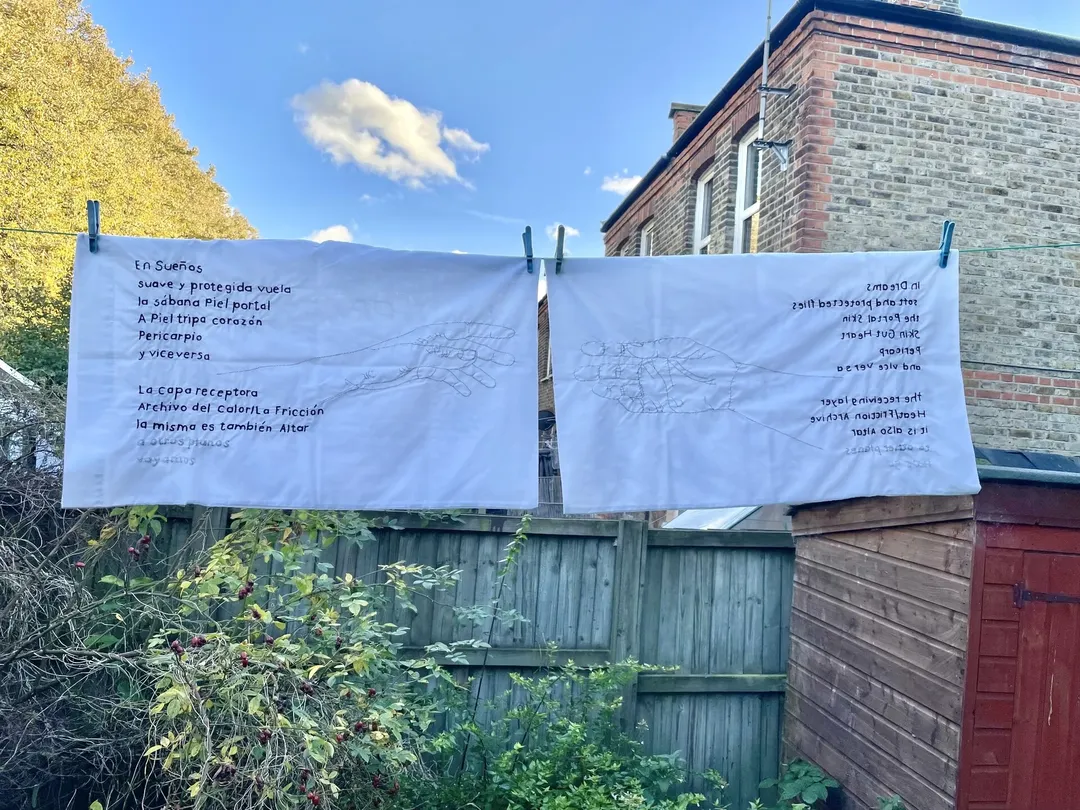 En Sueños
suave y protegida vuela
la sábana Piel portal
A Piel tripa corazón
Pericarpio
y viceversa
La capa receptora
Archivo del Calor/La Fricción
la misma es también Altar
a otros planos
vayamos
In Dreams
soft and protected flies
the Portal Skin
Skin Gut Heart
Pericarp
and vice versa
the receiving layer
Heat/Friction Archive
it is also Altar
to other planes